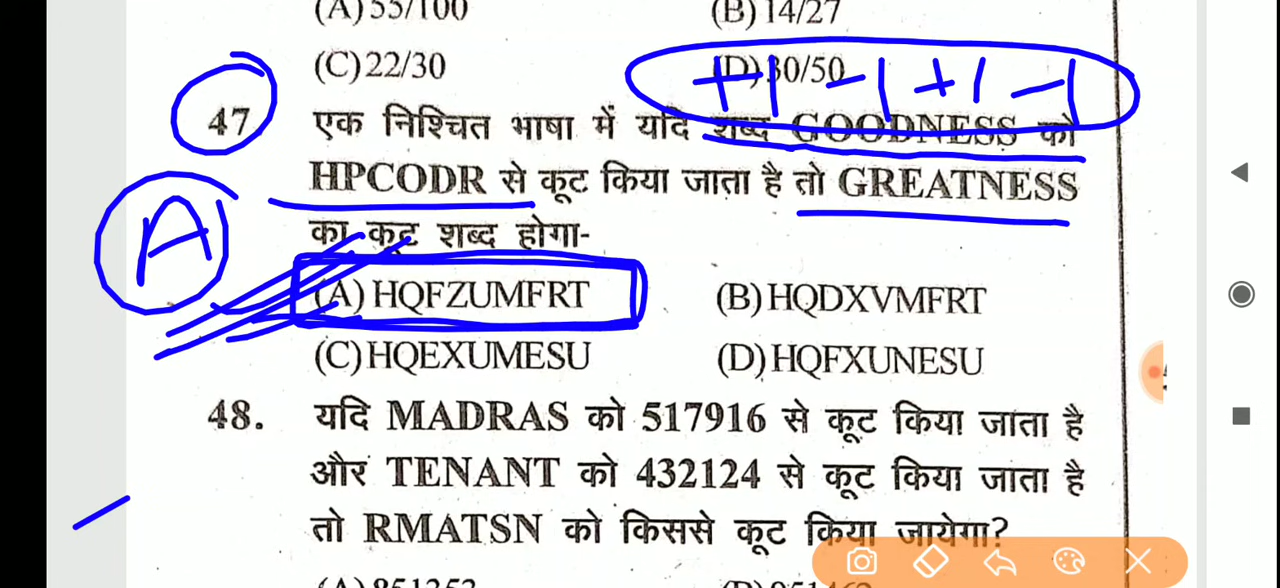 (A) 55/100 (B) 14/27
(C) 22/30 (D) 30/50
+1 -1 +1 -1
47 एक निश्चित भाषा में यदि शब्द GOODNESS को
HPCODR से कूट किया जाता है तो GREATNESS
का कूट शब्द होगा-
A
(A) HQFZUMFRT (B) HQDXVMFRT
(C) HQEXUMESU (D) HQFXUNESU
48. यदि MADRAS को 517916 से कूट किया जाता है
और TENANT को 432124 से कूट किया जाता है
तो RMATSN को किससे कूट किया जायेगा?